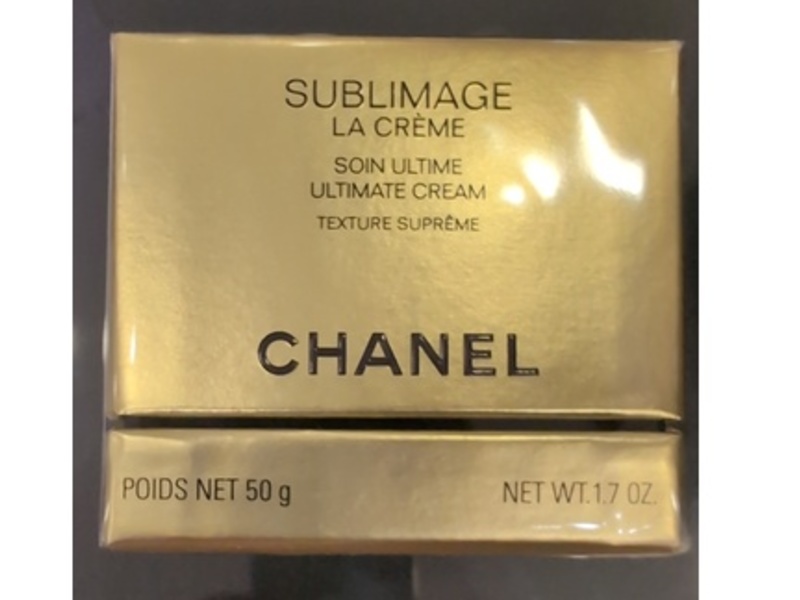 SUBLIMAGE
LA CRÈME
SOIN ULTIME
ULTIMATE CREAM
TEXTURE SUPRÊME
CHANEL
POIDS NET 50 g
NET WT.1.7 OZ.